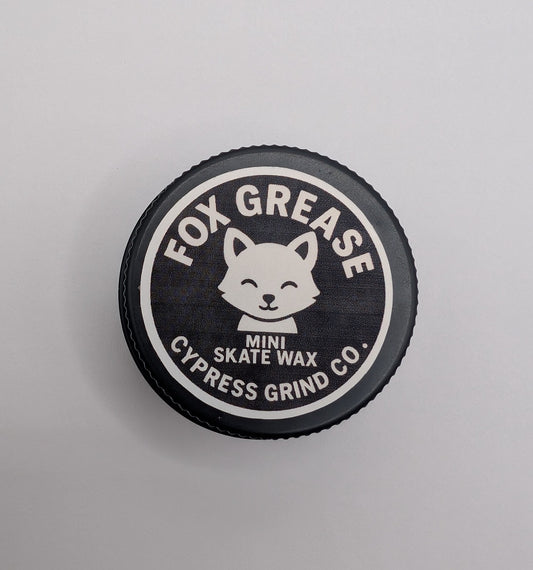 FOX GREASE
MINI
SKATE WAX
CYPRESS GRIND CO.